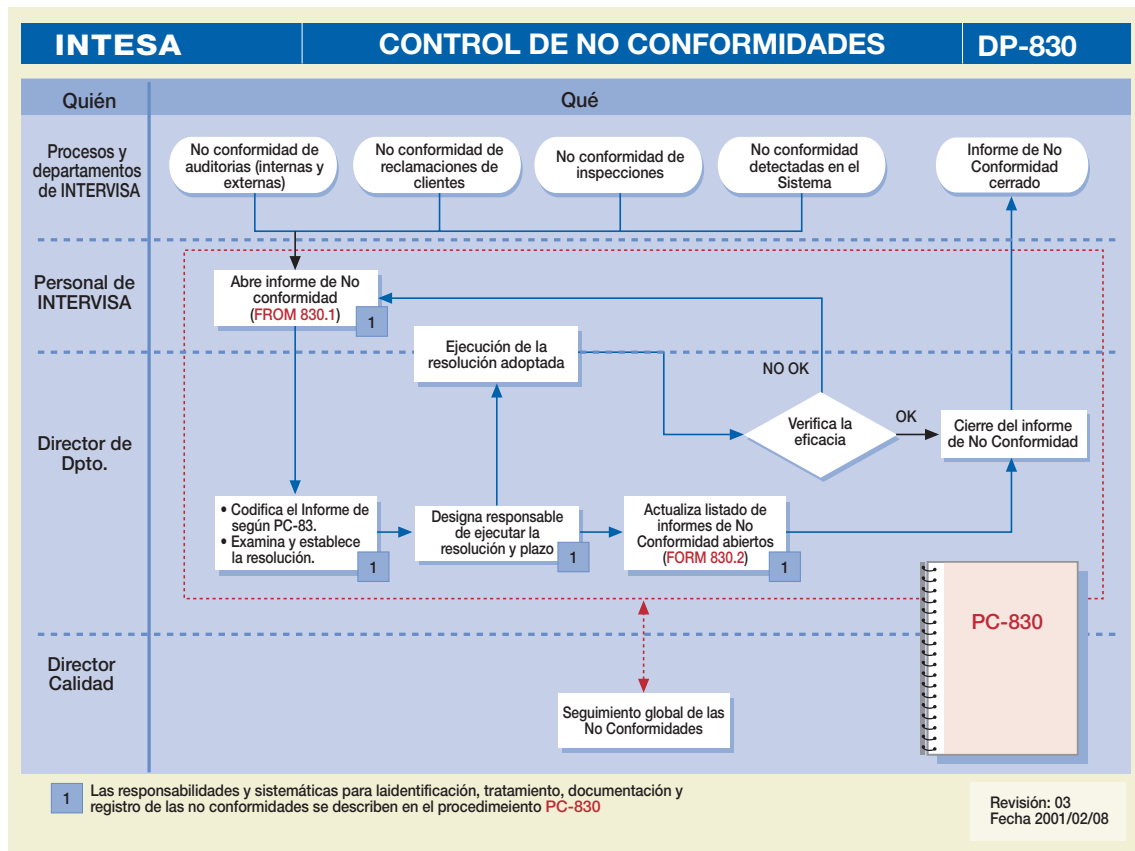 INTESA
CONTROL DE NO CONFORMIDADES
DP-830
Quién
Qué
Procesos y
departamentos
de INTERVISA
No conformidad de
auditorias (internas y
externas)
No conformidad de
reclamaciones de
clientes
No conformidad de
inspecciones
No conformidad
detectadas en el
Sistema
Informe de No
Conformidad
cerrado
Personal de
INTERVISA
Abre informe de No
conformidad
(FROM 830.1)
1
Ejecución de la
resolución adoptada
NO OK
Director de
Dpto.
Verifica la
eficacia
OK
Cierre del informe
de No Conformidad
• Codifica el Informe de
según PC-83.
• Examina y establece
la resolución.
1
Designa responsable
de ejecutar la
resolución y plazo
1
Actualiza listado de
informes de No
Conformidad abiertos
(FORM 830.2)
1
PC-830
Director
Calidad
Seguimiento global de las
No Conformidades
1
Las responsabilidades y sistemáticas para laidentificación, tratamiento, documentación y
registro de las no conformidades se describen en el procedimeiento PC-830
Revisión: 03
Fecha 2001/02/08